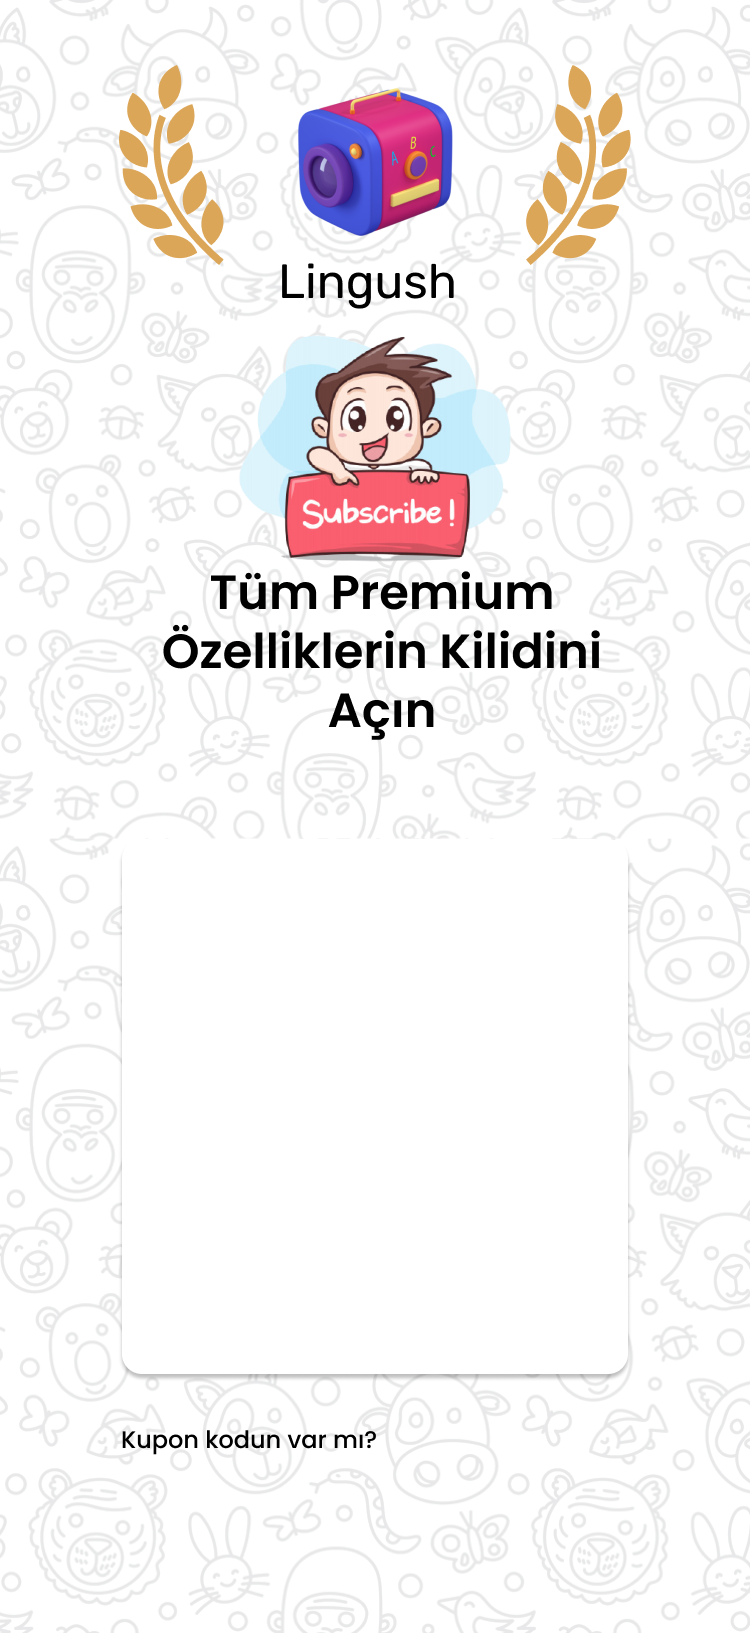 A B C
Lingush
Subscribe!
Tüm Premium
Özelliklerin Kilidini
Açın
Kupon kodun var mı?